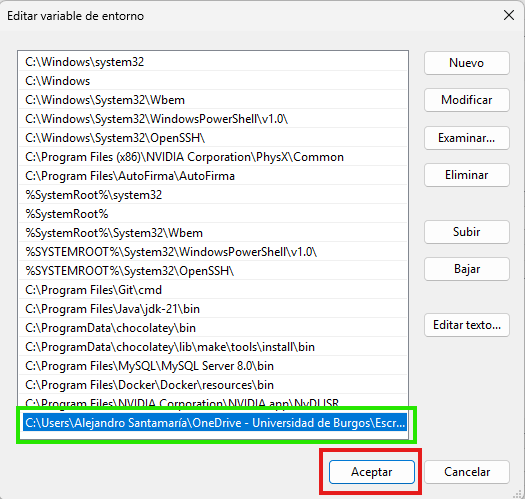 Editar variable de entorno
C:\Windows\system32
C:\Windows
C:\Windows\System32\Wbem
C:\Windows\System32\WindowsPowerShell\v1.0\
C:\Windows\System32\OpenSSH\
C:\Program Files (x86)\NVIDIA Corporation\PhysX\Common
C:\Program Files\AutoFirma\AutoFirma
%SystemRoot%\system32
%SystemRoot%
%SystemRoot%\System32\Wbem
%SYSTEMROOT%\System32\WindowsPowerShell\v1.0\
%SYSTEMROOT%\System32\OpenSSH\
C:\Program Files\Git\cmd
C:\Program Files\Java\jdk-21\bin
C:\ProgramData\chocolatey\bin
C:\ProgramData\chocolatey\lib\make\tools\install\bin
C:\Program Files\MySQL\MySQL Server 8.0\bin
C:\Program Files\Docker\Docker\resources\bin
C:\Program Files\NVIDIA Corporation\NVIDIA app\NvDLISR
C:\Users\Alejandro Santamaría\OneDrive - Universidad de Burgos\Escr...
Nuevo
Modificar
Examinar...
Eliminar
Subir
Bajar
Editar texto...
Aceptar
Cancelar